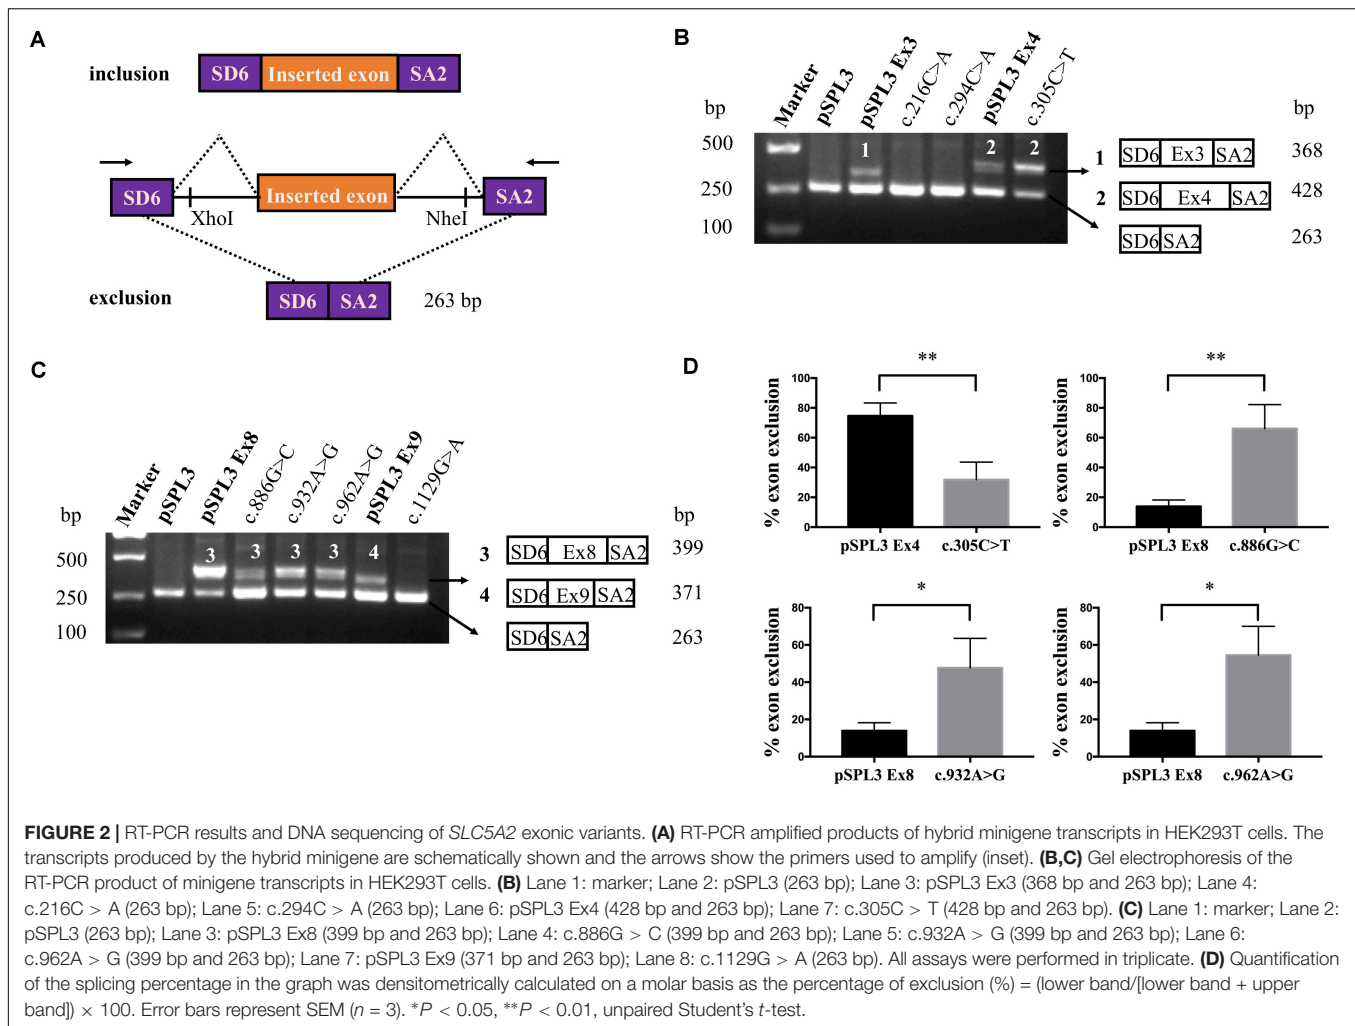 A
inclusion
SD6 Inserted exon SA2
SD6 Inserted exon SA2
XhoI NheI
exclusion SD6 SA2 263 bp
B
Marker pSPL3 pSPL3 Ex3 c.216C>A c.294C>A pSPL3 Ex4 c.305C>T
bp bp
500 1 2 2 1 SD6 Ex3 SA2 368
250 2 SD6 Ex4 SA2 428
100 SD6 SA2 263
C
Marker pSPL3 pSPL3 Ex8 c.886G>C c.932A>G c.962A>G pSPL3 Ex9 c.1129G>A
bp bp
500 3 3 3 3 4 3 SD6 Ex8 SA2 399
250 4 SD6 Ex9 SA2 371
100 SD6 SA2 263
D
**
% exon exclusion
100
80
60
40
20
0
pSPL3 Ex4 c.305C>T
**
% exon exclusion
100
80
60
40
20
0
pSPL3 Ex8 c.886G>C
*
% exon exclusion
80
60
40
20
0
pSPL3 Ex8 c.932A>G
*
% exon exclusion
80
60
40
20
0
pSPL3 Ex8 c.962A>G
FIGURE 2 | RT-PCR results and DNA sequencing of SLC5A2 exonic variants. (A) RT-PCR amplified products of hybrid minigene transcripts in HEK293T cells. The
transcripts produced by the hybrid minigene are schematically shown and the arrows show the primers used to amplify (inset). (B,C) Gel electrophoresis of the
RT-PCR product of minigene transcripts in HEK293T cells. (B) Lane 1: marker; Lane 2: pSPL3 (263 bp); Lane 3: pSPL3 Ex3 (368 bp and 263 bp); Lane 4:
c.216C > A (263 bp); Lane 5: c.294C > A (263 bp); Lane 6: pSPL3 Ex4 (428 bp and 263 bp); Lane 7: c.305C > T (428 bp and 263 bp). (C) Lane 1: marker; Lane 2:
pSPL3 (263 bp); Lane 3: pSPL3 Ex8 (399 bp and 263 bp); Lane 4: c.886G > C (399 bp and 263 bp); Lane 5: c.932A > G (399 bp and 263 bp); Lane 6:
c.962A > G (399 bp and 263 bp); Lane 7: pSPL3 Ex9 (371 bp and 263 bp); Lane 8: c.1129G > A (263 bp). All assays were performed in triplicate. (D) Quantification
of the splicing percentage in the graph was densitometrically calculated on a molar basis as the percentage of exclusion (%) = (lower band/[lower band + upper
band]) × 100. Error bars represent SEM (n = 3). *P < 0.05, **P < 0.01, unpaired Student's t-test.